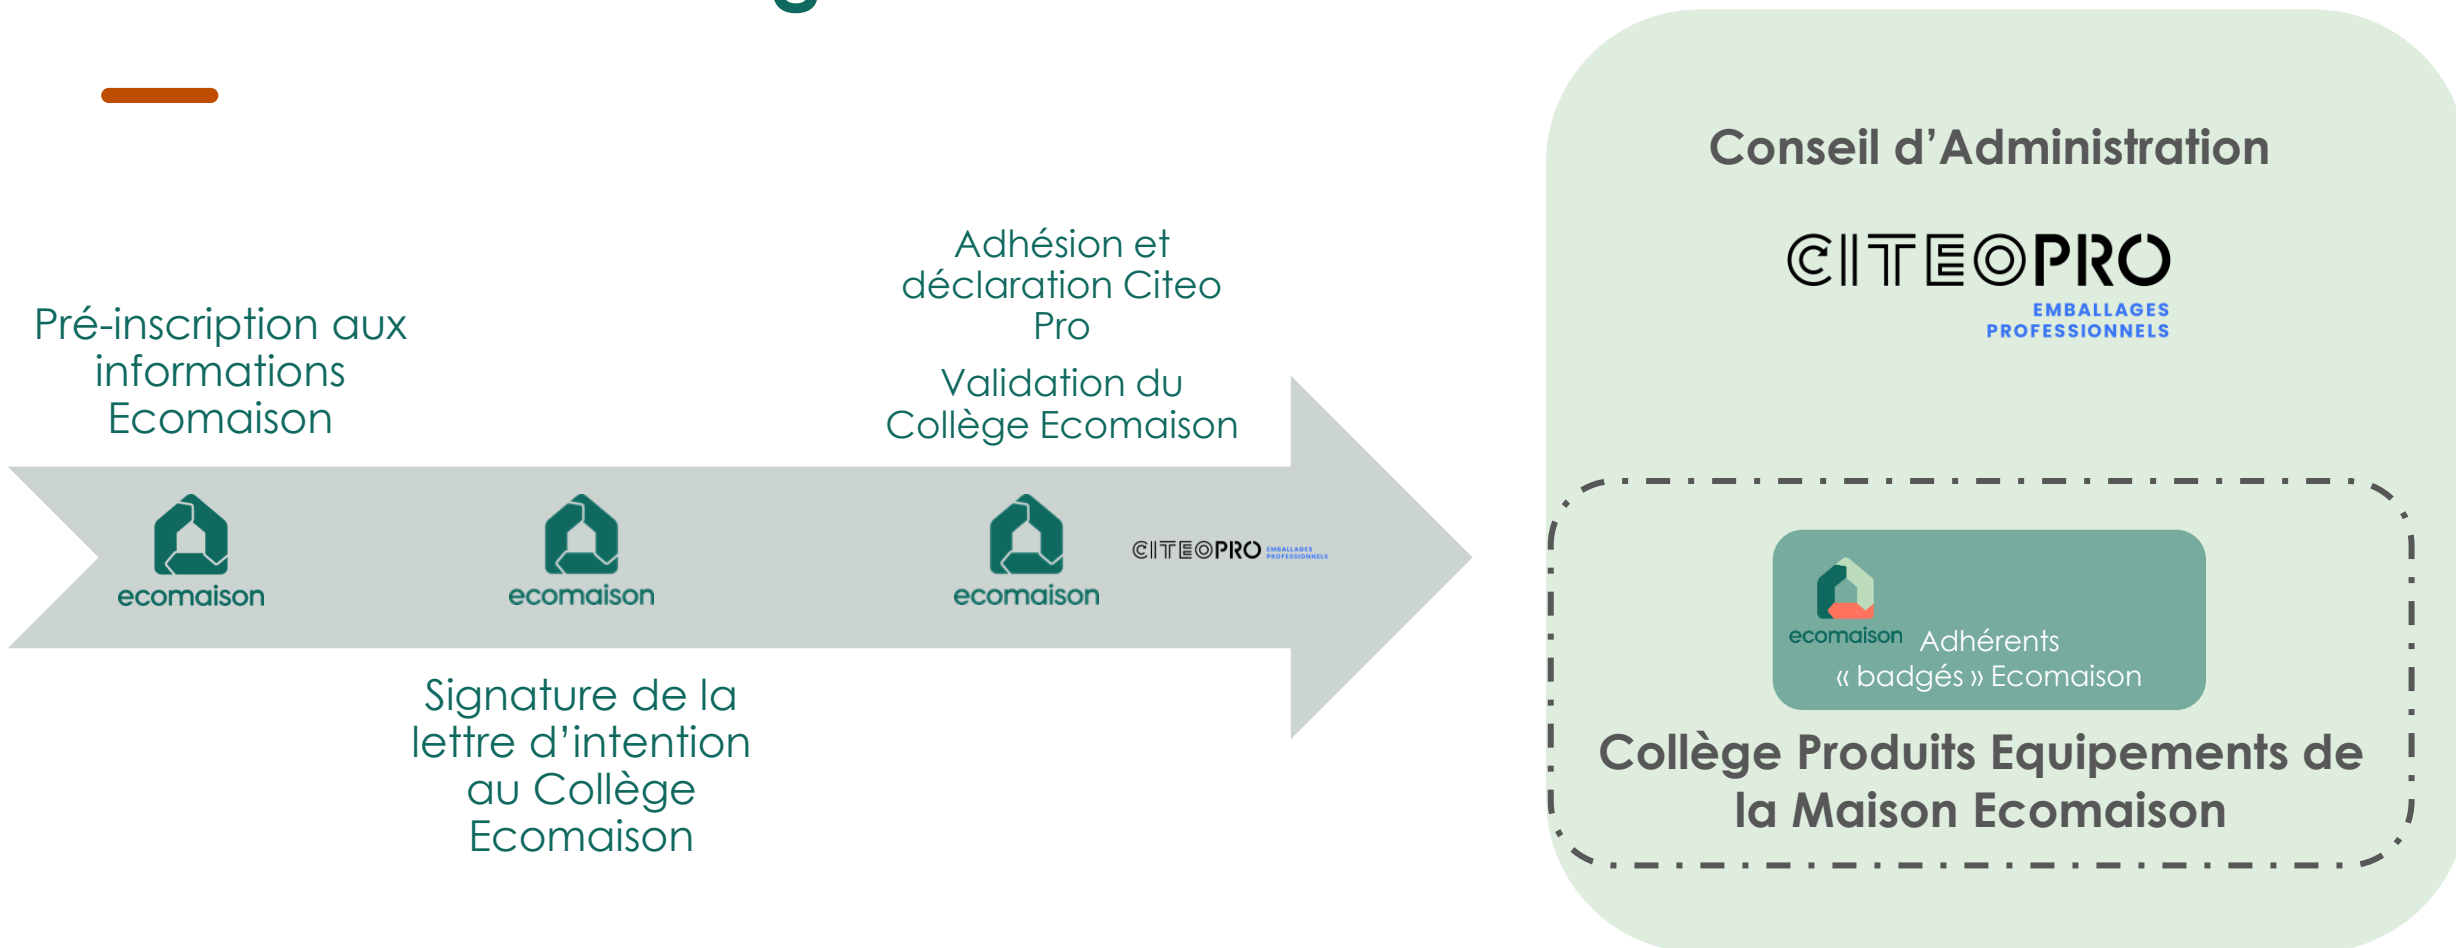 Pré-inscription aux
informations
Ecomaison
ecomaison
Signature de la
lettre d’intention
au Collège
Ecomaison
ecomaison
Adhésion et
déclaration Citeo
Pro
Validation du
Collège Ecomaison
ecomaison
CITEOPRO EMBALLAGES
PROFESSIONNELS
Conseil d’Administration
CITEOPRO
EMBALLAGES
PROFESSIONNELS
ecomaison
Adhérents
« badgés » Ecomaison
Collège Produits Equipements de
la Maison Ecomaison